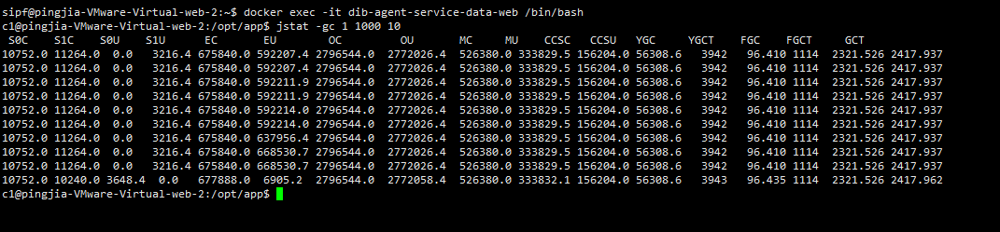 sipf@pingjia-VMware-Virtual-web-2:~$ docker exec -it dib-agent-service-data-web /bin/bash
c1@pingjia-VMware-Virtual-web-2:/opt/app$ jstat -gc 1 1000 10
S0C S1C S0U S1U EC EU OC OU MC MU CCSC CCSU YGC YGCT FGC FGCT GCT
10752.0 11264.0 0.0 3216.4 675840.0 592207.4 2796544.0 2772026.4 526380.0 333829.5 156204.0 56308.6 3942 96.410 1114 2321.526 2417.937
10752.0 11264.0 0.0 3216.4 675840.0 592207.4 2796544.0 2772026.4 526380.0 333829.5 156204.0 56308.6 3942 96.410 1114 2321.526 2417.937
10752.0 11264.0 0.0 3216.4 675840.0 592211.9 2796544.0 2772026.4 526380.0 333829.5 156204.0 56308.6 3942 96.410 1114 2321.526 2417.937
10752.0 11264.0 0.0 3216.4 675840.0 592211.9 2796544.0 2772026.4 526380.0 333829.5 156204.0 56308.6 3942 96.410 1114 2321.526 2417.937
10752.0 11264.0 0.0 3216.4 675840.0 592214.0 2796544.0 2772026.4 526380.0 333829.5 156204.0 56308.6 3942 96.410 1114 2321.526 2417.937
10752.0 11264.0 0.0 3216.4 675840.0 592214.0 2796544.0 2772026.4 526380.0 333829.5 156204.0 56308.6 3942 96.410 1114 2321.526 2417.937
10752.0 11264.0 0.0 3216.4 675840.0 637956.4 2796544.0 2772026.4 526380.0 333829.5 156204.0 56308.6 3942 96.410 1114 2321.526 2417.937
10752.0 11264.0 0.0 3216.4 675840.0 668530.7 2796544.0 2772026.4 526380.0 333829.5 156204.0 56308.6 3942 96.410 1114 2321.526 2417.937
10752.0 11264.0 0.0 3216.4 675840.0 668530.7 2796544.0 2772026.4 526380.0 333829.5 156204.0 56308.6 3942 96.410 1114 2321.526 2417.937
10752.0 10240.0 3648.4 0.0 677888.0 6905.2 2796544.0 2772058.4 526380.0 333832.1 156204.0 56308.6 3943 96.435 1114 2321.526 2417.962
c1@pingjia-VMware-Virtual-web-2:/opt/app$